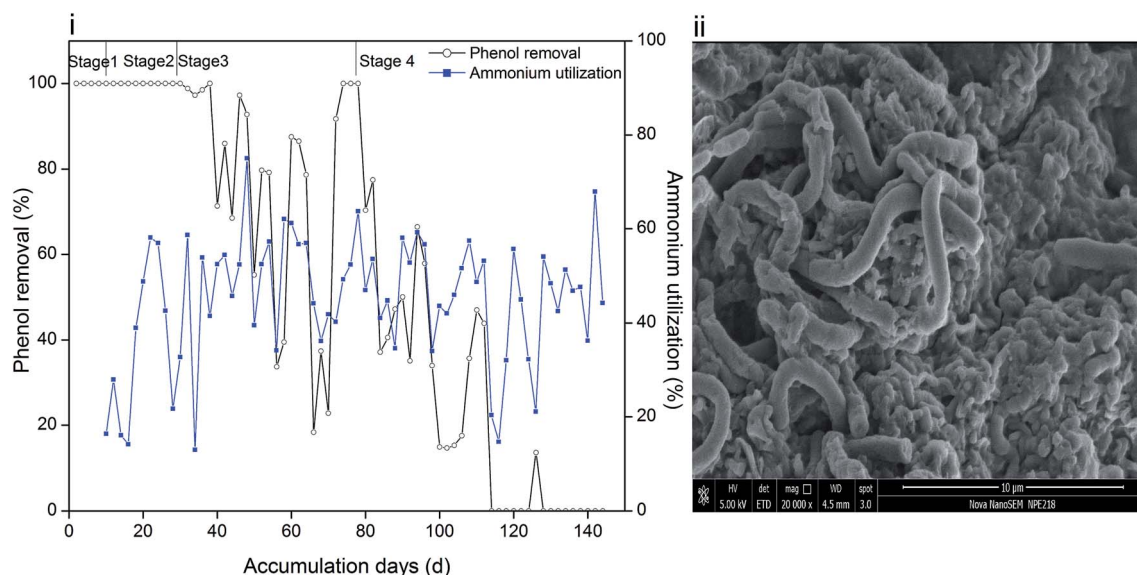 i
Stage1
Stage2
Stage3
Stage 4
Phenol removal
Ammonium utilization
Phenol removal (%)
100
80
60
40
20
0
Ammonium utilization (%)
100
80
60
40
20
0
0
20
40
60
80
100
120
140
Accumulation days (d)
ii
HV
5.00 kV
det
ETD
mag
20 000 x
WD
4.5 mm
spot
3.0
10 µm
Nova NanoSEM NPE218